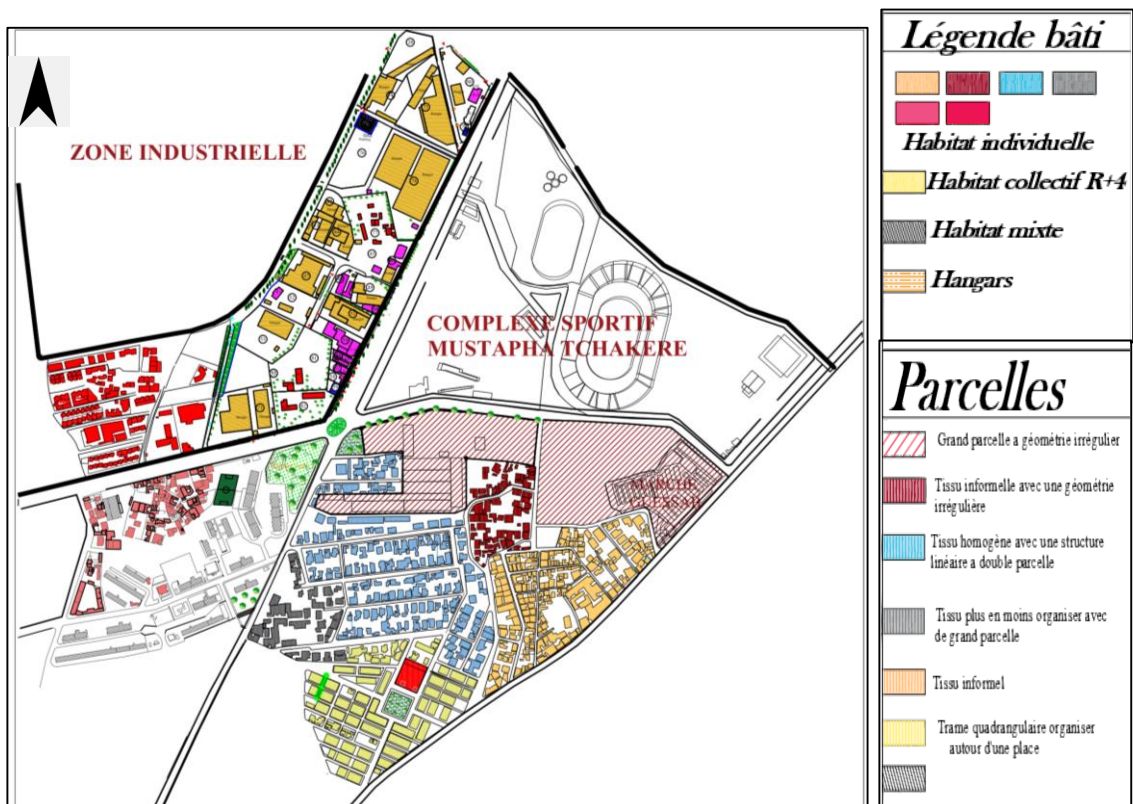 ZONE INDUSTRIELLE
COMPLEXE SPORTIF
MUSTAPHA TCHAKERE
MARCHE
Légende bâti
Habitat individuelle
Habitat collectif R+4
Habitat mixte
Hangars
Parcelles
Grand parcelle a géométrie irrégulier
Tissu informelle avec une géométrie
irrégulière
Tissu homogène avec une structure
linéaire a double parcelle
Tissu plus en moins organiser avec
de grand parcelle
Tissu informel
Trame quadrangulaire organiser
autour d'une place